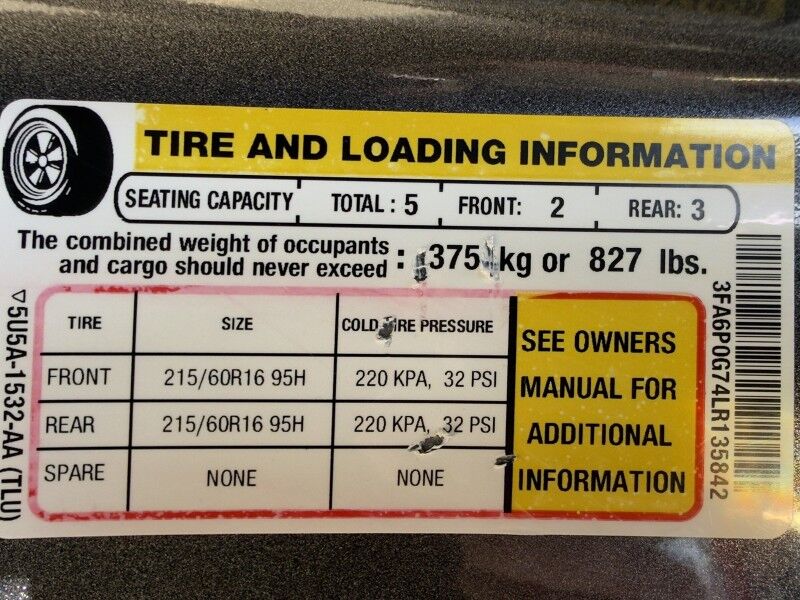 TIRE AND LOADING INFORMATION
SEATING CAPACITY TOTAL : 5 FRONT: 2 REAR: 3
The combined weight of occupants
and cargo should never exceed : 375 kg or 827 lbs.
TIRE SIZE COLD TIRE PRESSURE
FRONT 215/60R16 95H 220 KPA, 32 PSI
REAR 215/60R16 95H 220 KPA, 32 PSI
SPARE NONE NONE
SEE OWNERS
MANUAL FOR
ADDITIONAL
INFORMATION
3FA6P0G74LR135842
▽5U5A-1532-AA (TLU)